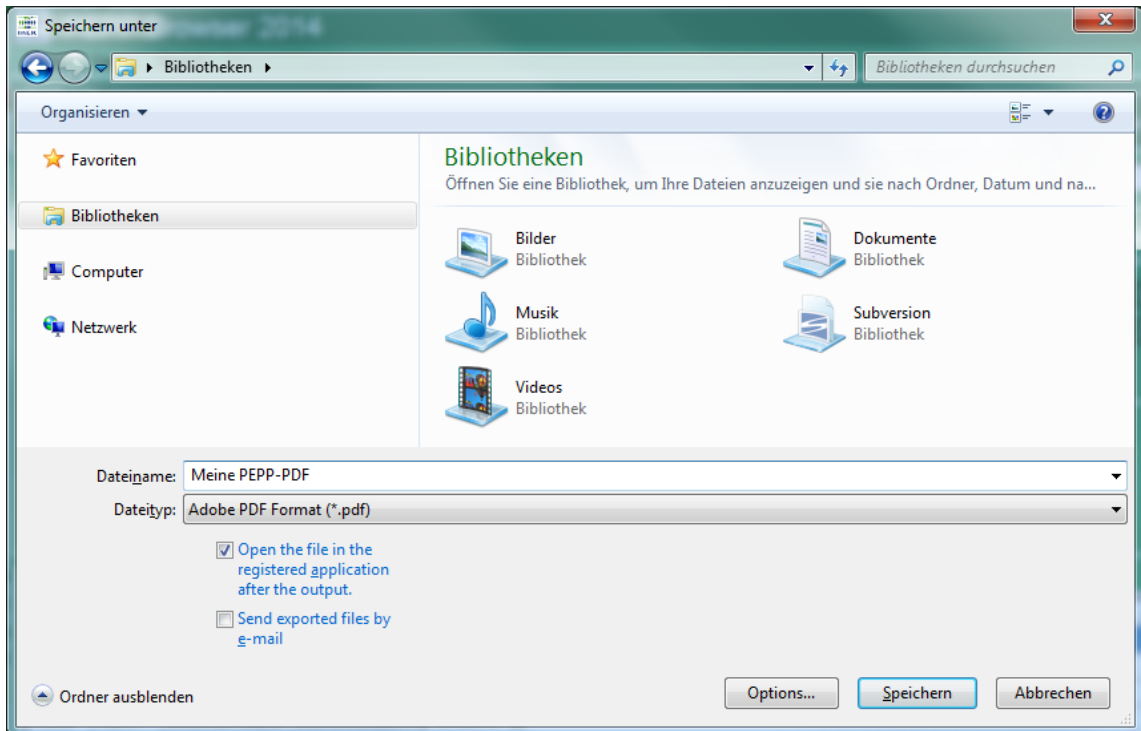 Speichern unter
owser 2014
Bibliotheken
Bibliotheken durchsuchen
Organisieren
Favoriten
Bibliotheken
Computer
Netzwerk
Bibliotheken
Öffnen Sie eine Bibliothek, um Ihre Dateien anzuzeigen und sie nach Ordner, Datum und na...
Bilder
Bibliothek
Dokumente
Bibliothek
Musik
Bibliothek
Subversion
Bibliothek
Videos
Bibliothek
Dateiname: Meine PEPP-PDF
Dateityp: Adobe PDF Format (*.pdf)
Open the file in the
registered application
after the output.
Send exported files by
e-mail
Ordner ausblenden
Options...
Speichern
Abbrechen